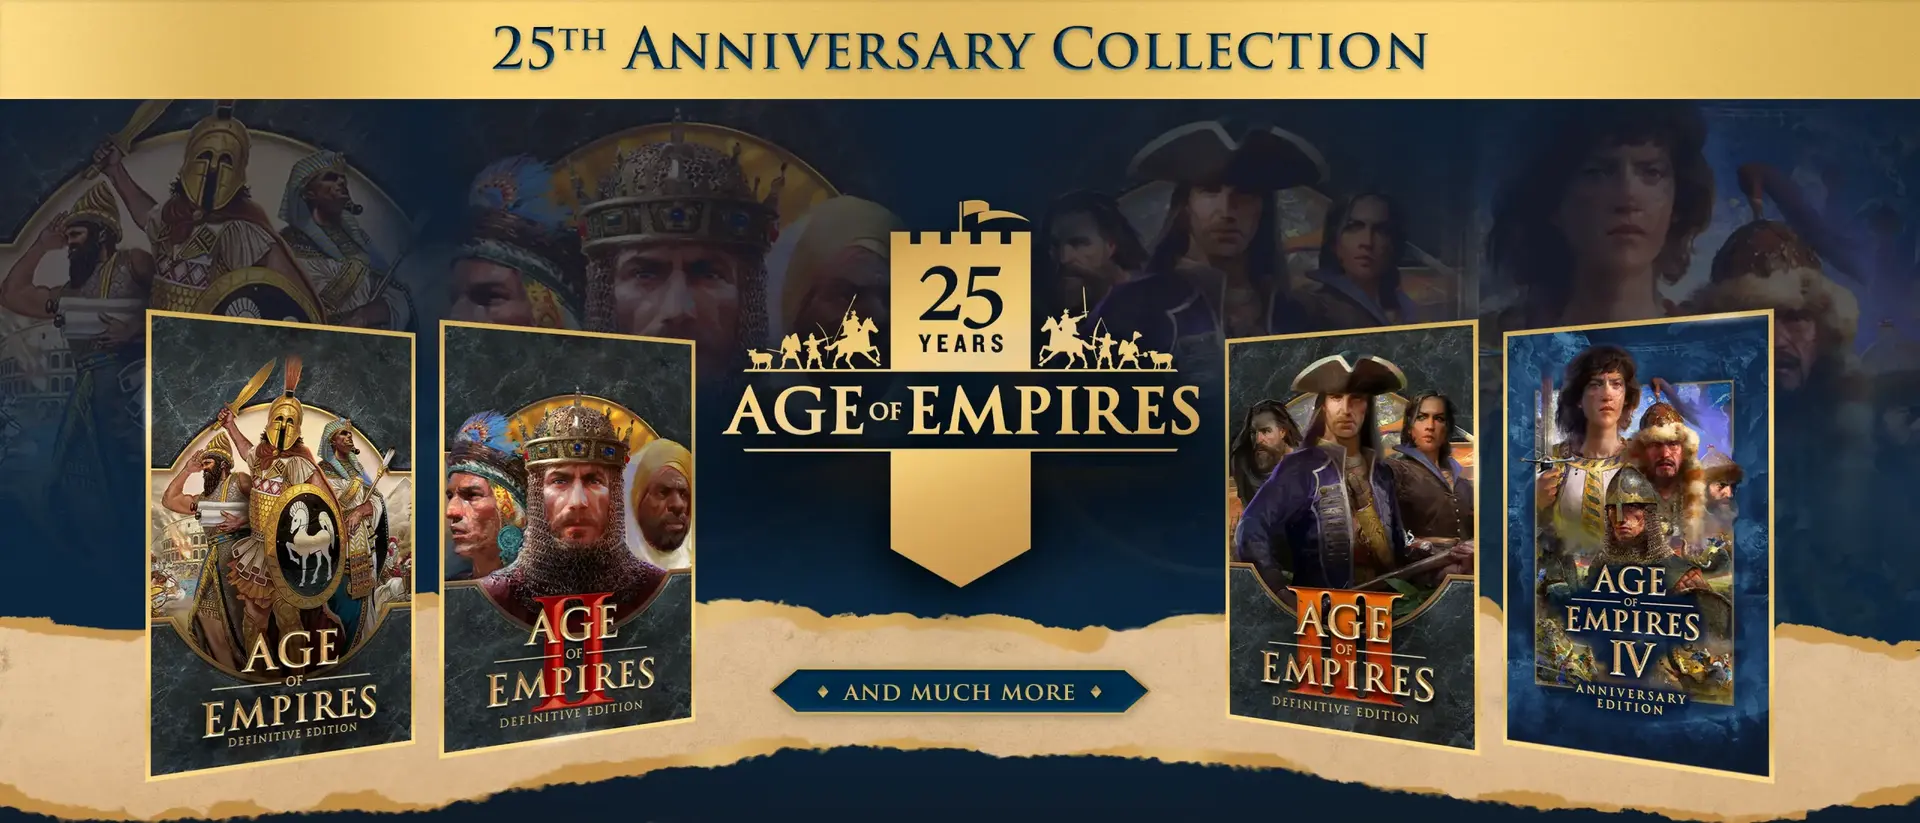 25TH ANNIVERSARY COLLECTION
25
YEARS
AGE OF EMPIRES
AGE
OF
EMPIRES
DEFINITIVE EDITION
II
AGE
OF
EMPIRES
DEFINITIVE EDITION
III
AGE
OF
EMPIRES
DEFINITIVE EDITION
AGE
OF
EMPIRES
IV
ANNIVERSARY
EDITION
AND MUCH MORE